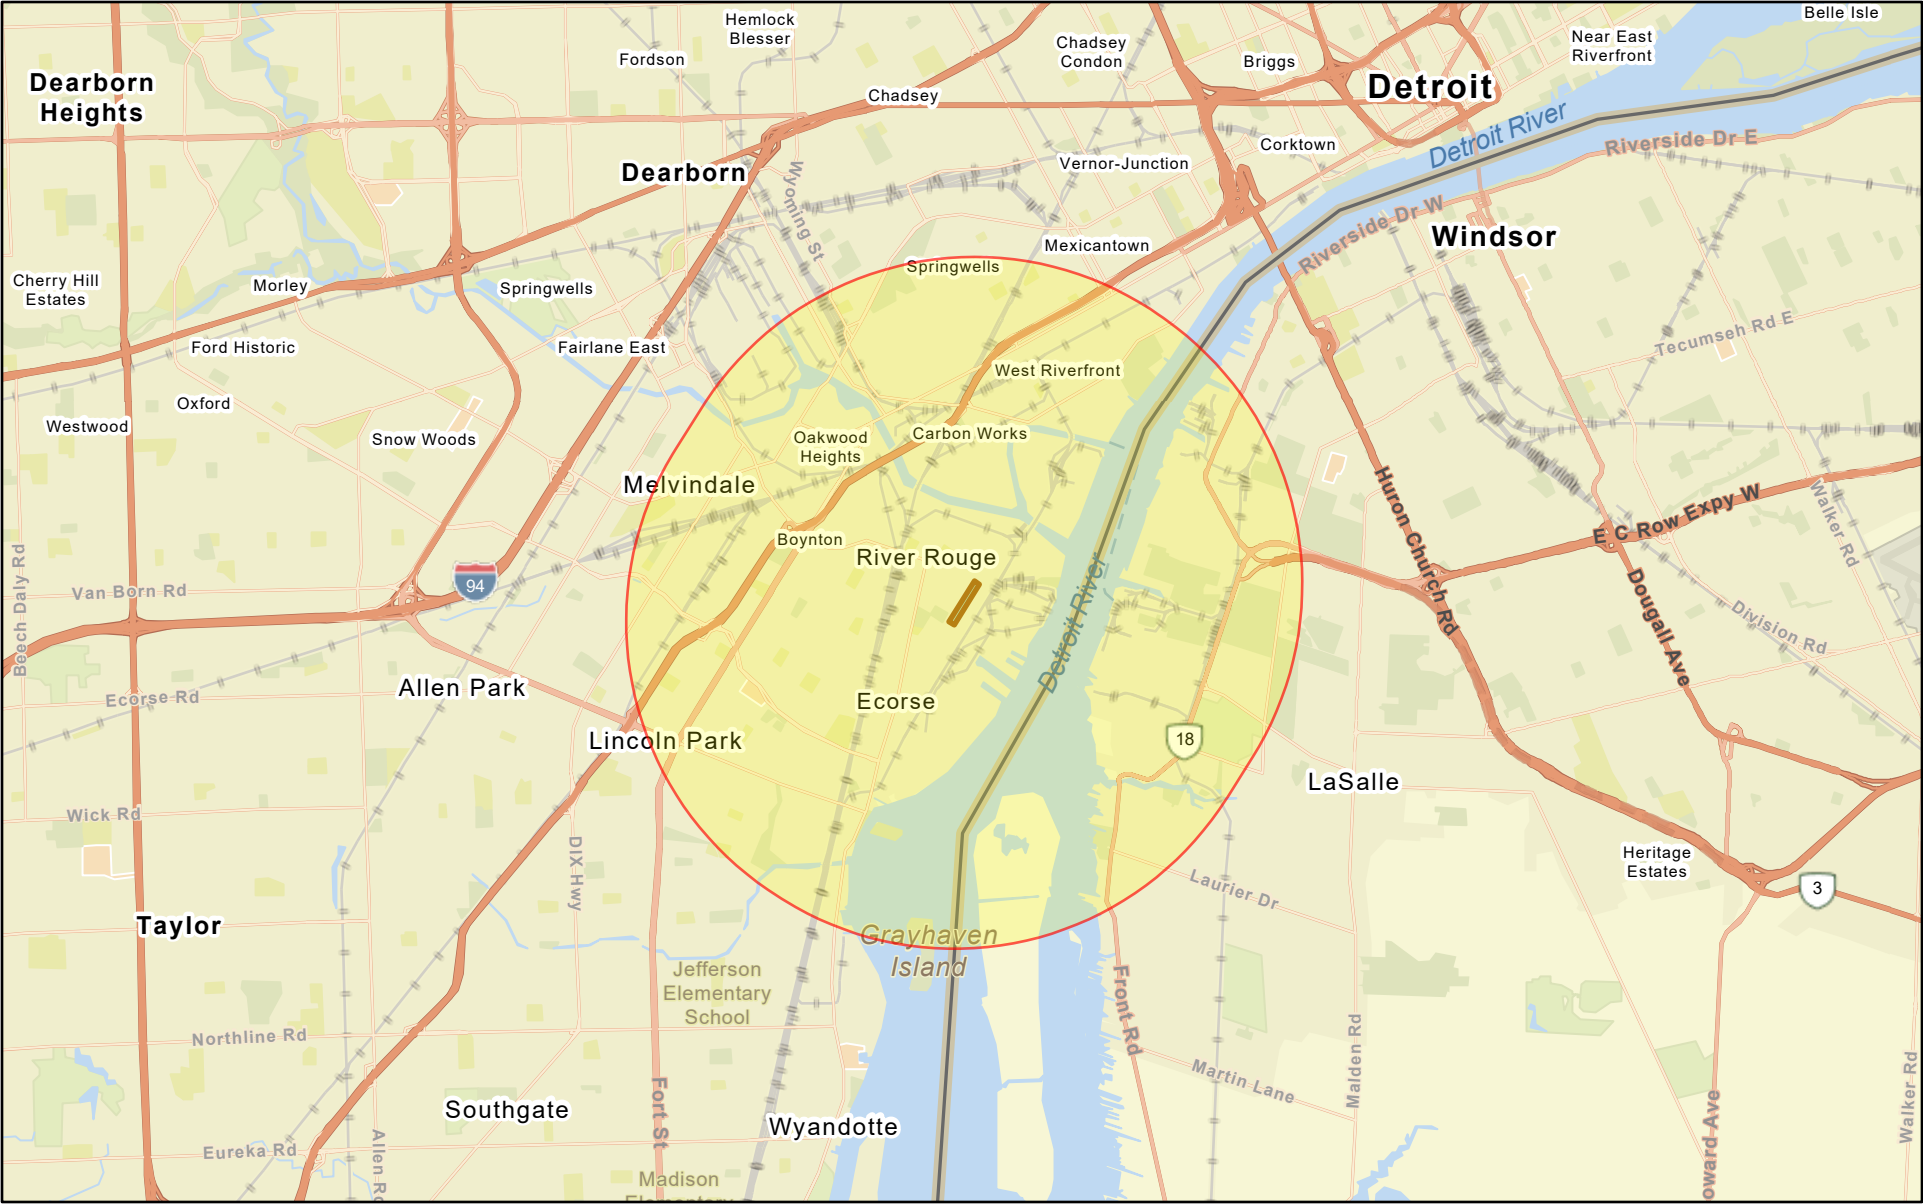 Belle Isle
Hemlock
Blesser
Near East
Riverfront
Chadsey
Condon
Fordson
Briggs
Dearborn
Heights
Detroit
Chadsey
Detroit River
Riverside Dr E
Corktown
Vernor-Junction
Dearborn
Wyoming St
Riverside Dr W
Windsor
Mexicantown
Springwells
Cherry Hill
Estates
Morley
Springwells
Tecumseh Rd E
Ford Historic
Fairlane East
West Riverfront
Oxford
Westwood
Snow Woods
Oakwood
Heights
Carbon Works
Melvindale
Huron Church Rd
E C Row Expy W
Walker Rd
Boynton
River Rouge
94
Van Born Rd
Beech Daly Rd
Detroit River
Dougall Ave
Division Rd
Allen Park
Ecorse Rd
Ecorse
Lincoln Park
18
LaSalle
Wick Rd
DIX Hwy
Heritage
Estates
Laurier Dr
3
Taylor
Grayhaven
Island
Jefferson
Elementary
School
Front Rd
Northline Rd
Malden Rd
Martin Lane
Walker Rd
Southgate
Fort St
Wyandotte
oward Ave
Eureka Rd
Allen Rd
Madison
Elementary